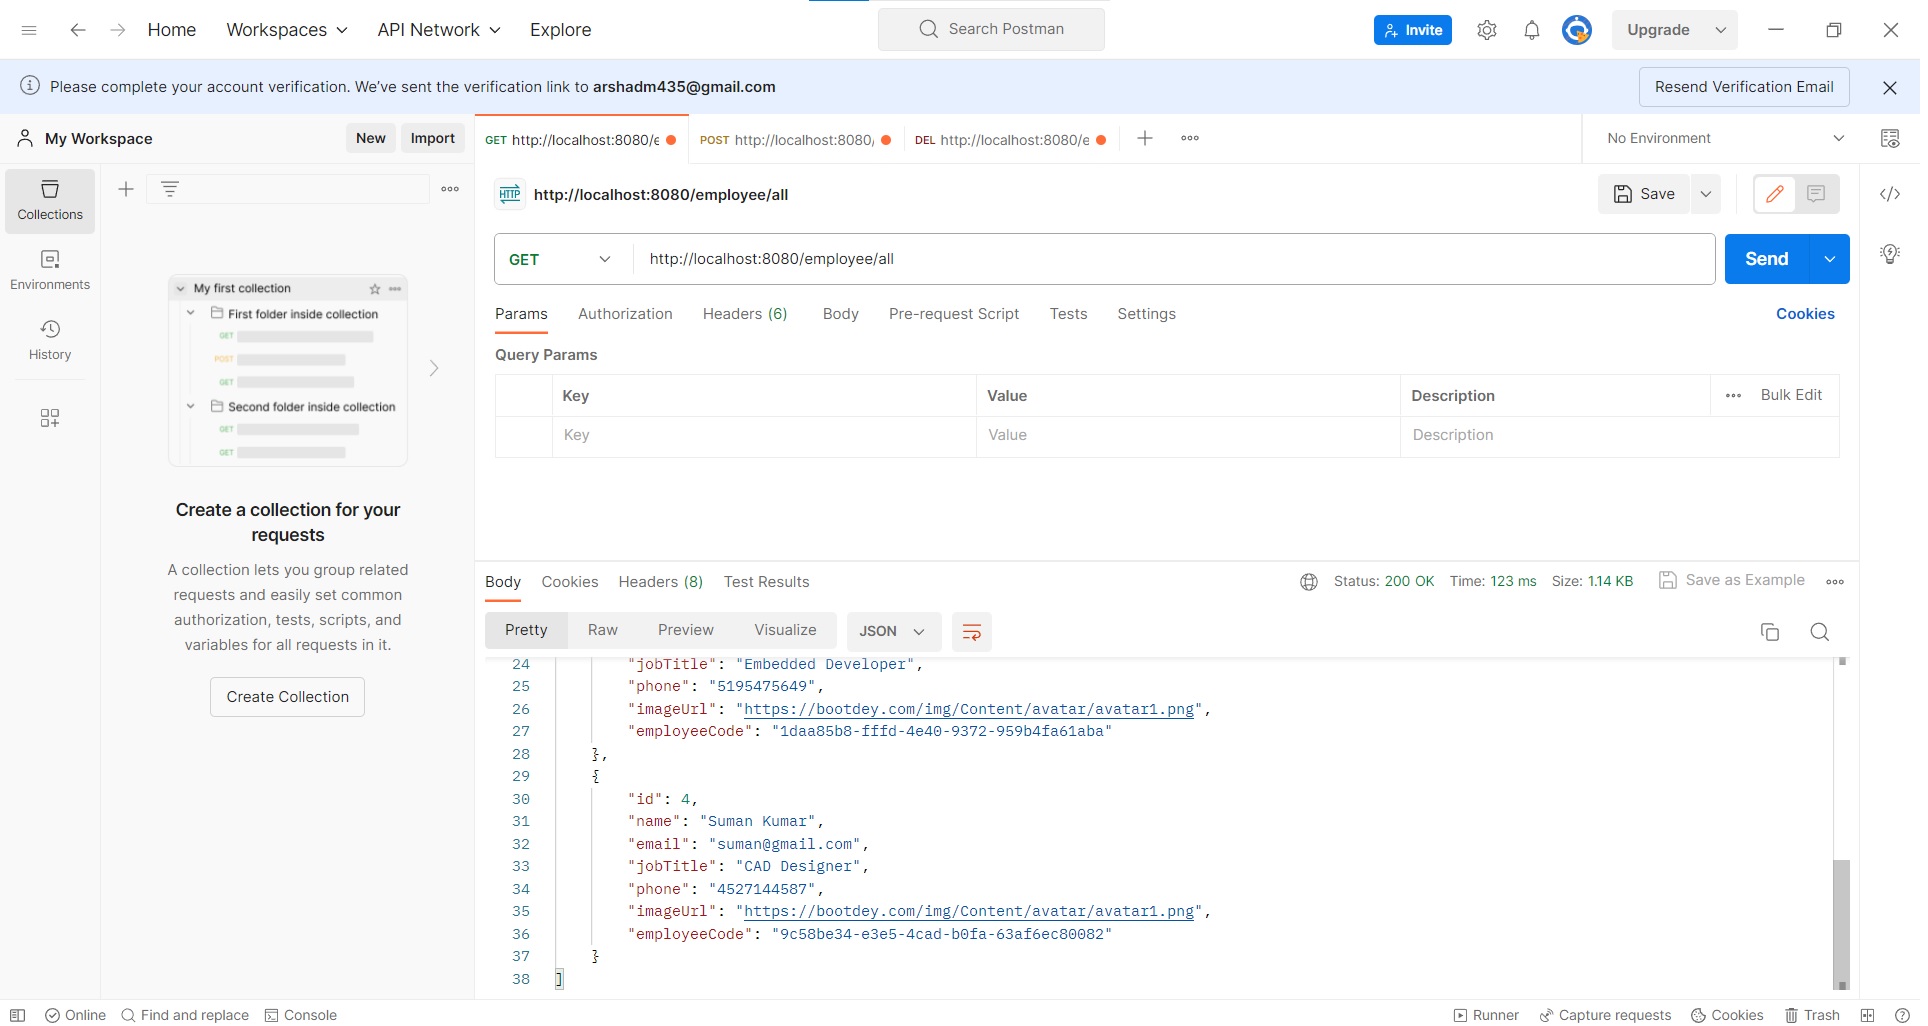 Home Workspaces API Network Explore Search Postman Invite Upgrade
Please complete your account verification. We've sent the verification link to arshadm435@gmail.com Resend Verification Email
My Workspace New Import GET http://localhost:8080/e POST http://localhost:8080/ DEL http://localhost:8080/e No Environment
Collections
Environments
History
My first collection
First folder inside collection
GET
POST
GET
Second folder inside collection
GET
GET
Create a collection for your
requests
A collection lets you group related
requests and easily set common
authorization, tests, scripts, and
variables for all requests in it.
Create Collection
HTTP http://localhost:8080/employee/all Save
GET http://localhost:8080/employee/all Send
Params Authorization Headers (6) Body Pre-request Script Tests Settings Cookies
Query Params
Key Value Description Bulk Edit
Key Value Description
Body Cookies Headers (8) Test Results Status: 200 OK Time: 123 ms Size: 1.14 KB Save as Example
Pretty Raw Preview Visualize JSON
24 "jobTitle": "Embedded Developer",
25 "phone": "5195475649",
26 "imageUrl": "https://bootdey.com/img/Content/avatar/avatar1.png",
27 "employeeCode": "1daa85b8-fffd-4e40-9372-959b4fa61aba"
28 },
29 {
30 "id": 4,
31 "name": "Suman Kumar",
32 "email": "suman@gmail.com",
33 "jobTitle": "CAD Designer",
34 "phone": "4527144587",
35 "imageUrl": "https://bootdey.com/img/Content/avatar/avatar1.png",
36 "employeeCode": "9c58be34-e3e5-4cad-b0fa-63af6ec80082"
37 }
38 ]
Online Find and replace Console Runner Capture requests Cookies Trash